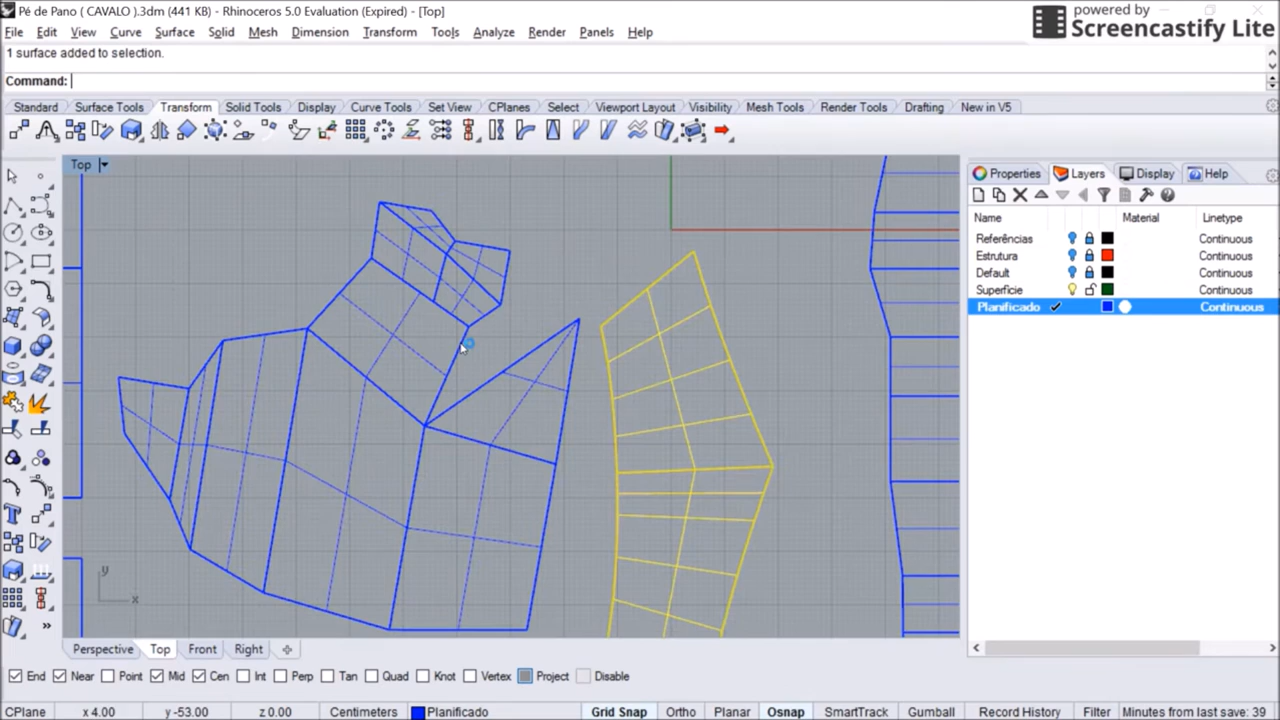 Pé de Pano ( CAVALO ).3dm (441 KB) - Rhinoceros 5.0 Evaluation (Expired) - [Top]
powered by
Screencastify Lite
File Edit View Curve Surface Solid Mesh Dimension Transform Tools Analyze Render Panels Help
1 surface added to selection.
Command:
Standard Surface Tools Transform Solid Tools Display Curve Tools Set View CPlanes Select Viewport Layout Visibility Mesh Tools Render Tools Drafting New in V5
Top
Properties Layers Display Help
Name Material Linetype
Referências Continuous
Estrutura Continuous
Default Continuous
Superfície Continuous
Planificado Continuous
y
x
Perspective Top Front Right
End Near Point Mid Cen Int Perp Tan Quad Knot Vertex Project Disable
CPlane x 4.00 y -53.00 z 0.00 Centimeters Planificado Grid Snap Ortho Planar Osnap SmartTrack Gumball Record History Filter Minutes from last save: 39